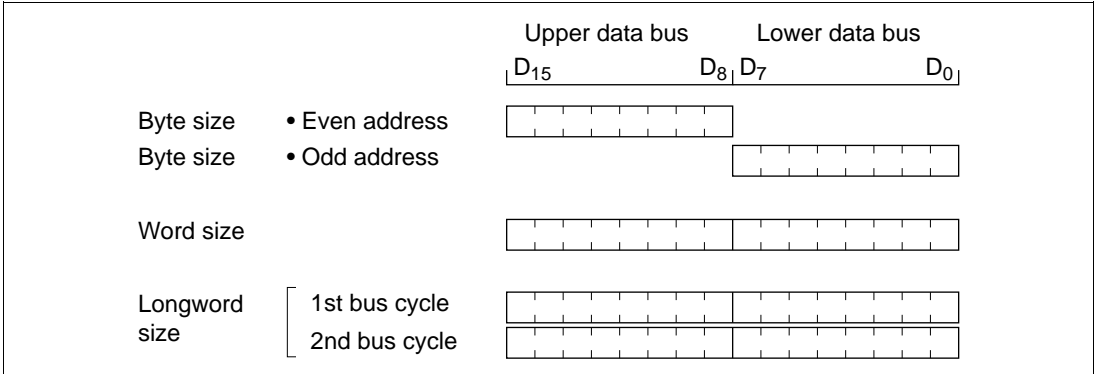 Upper data bus Lower data bus
D15 D8 D7 D0
Byte size • Even address
Byte size • Odd address
Word size
Longword size 1st bus cycle
2nd bus cycle